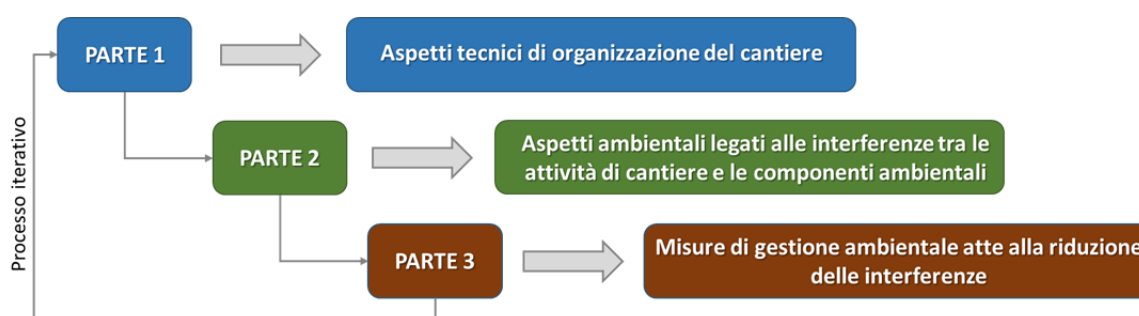 PARTE 1
Aspetti tecnici di organizzazione del cantiere
Processo iterativo
PARTE 2
Aspetti ambientali legati alle interferenze tra le
attività di cantiere e le componenti ambientali
PARTE 3
Misure di gestione ambientale atte alla riduzione
delle interferenze